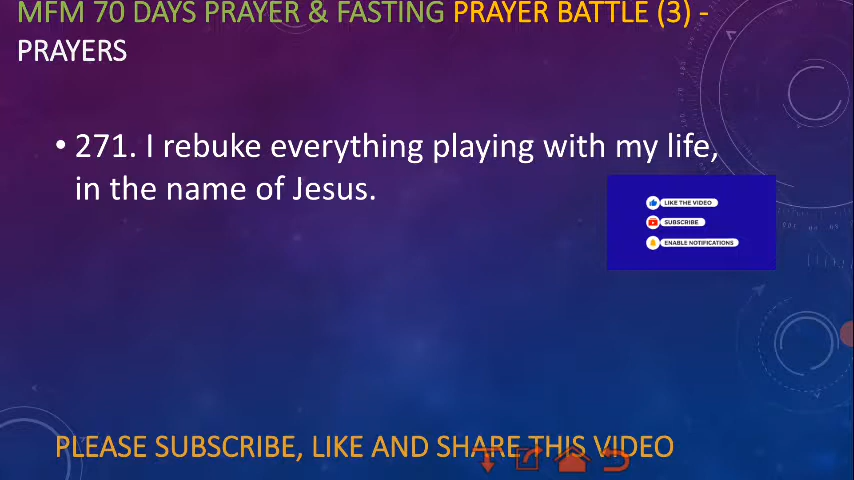 MFM 70 DAYS PRAYER & FASTING PRAYER BATTLE (3) -
PRAYERS
• 271. I rebuke everything playing with my life,
in the name of Jesus.
LIKE THE VIDEO
SUBSCRIBE
ENABLE NOTIFICATIONS
PLEASE SUBSCRIBE, LIKE AND SHARE THIS VIDEO